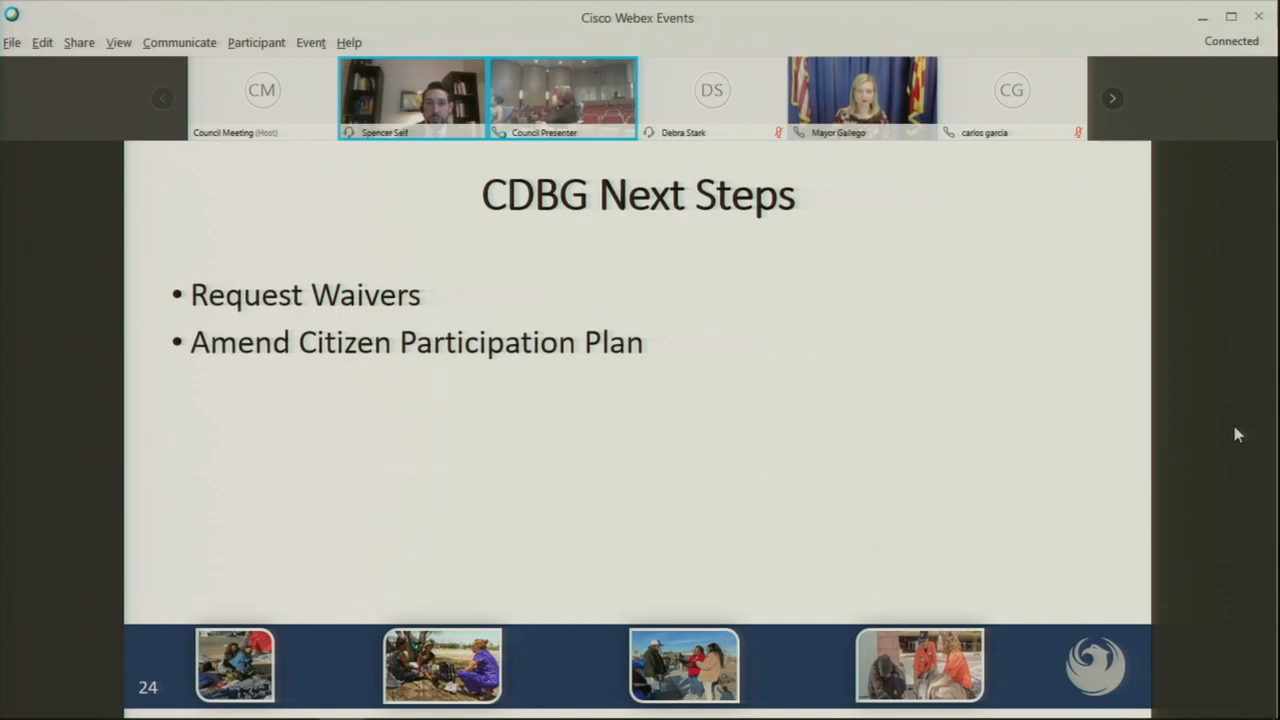 Cisco Webex Events
File Edit Share View Communicate Participant Event Help
Connected
CM
DS
CG
Council Meeting (Host)
Spencer Self
Council Presenter
Debra Stark
Mayor Gallego
carlos garcia
CDBG Next Steps
• Request Waivers
• Amend Citizen Participation Plan
24